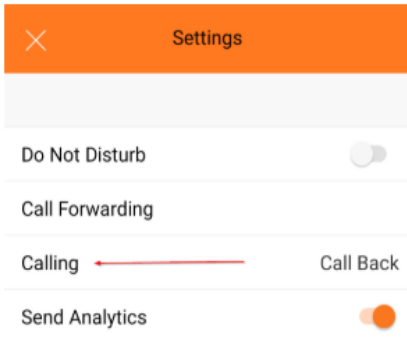 Settings
Do Not Disturb
Call Forwarding
Calling Call Back
Send Analytics